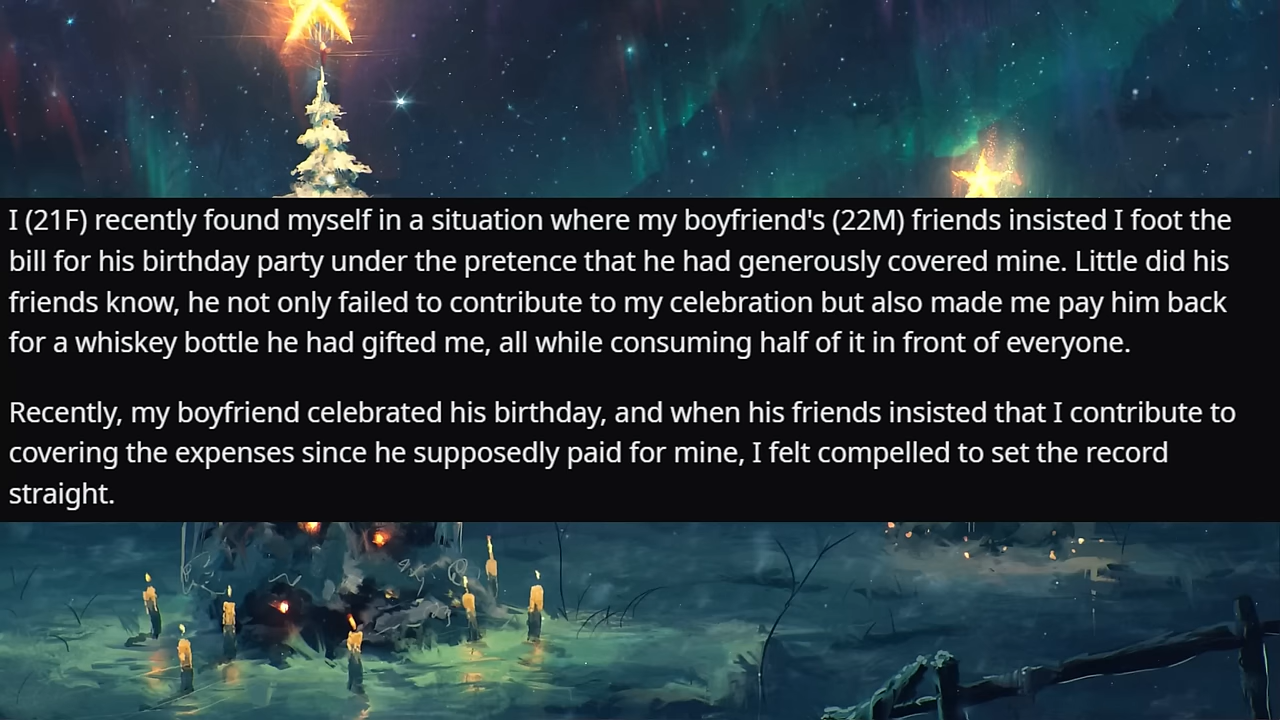 I (21F) recently found myself in a situation where my boyfriend's (22M) friends insisted I foot the
bill for his birthday party under the pretence that he had generously covered mine. Little did his
friends know, he not only failed to contribute to my celebration but also made me pay him back
for a whiskey bottle he had gifted me, all while consuming half of it in front of everyone.
Recently, my boyfriend celebrated his birthday, and when his friends insisted that I contribute to
covering the expenses since he supposedly paid for mine, I felt compelled to set the record
straight.